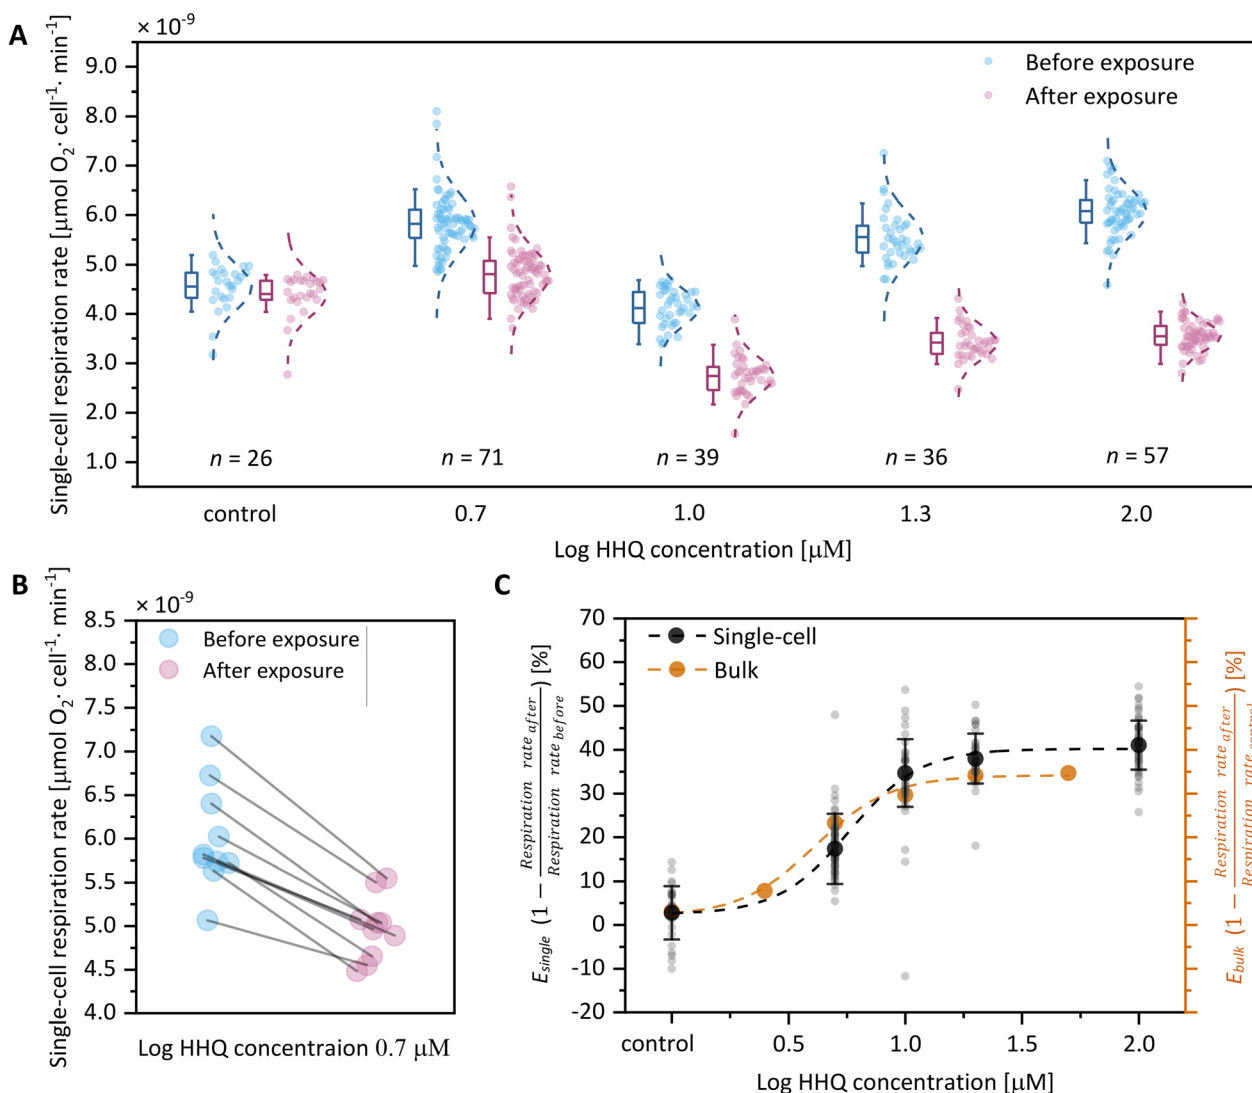 A
× 10⁻⁹
Single-cell respiration rate [μmol O₂· cell⁻¹· min⁻¹]
9.0
8.0
7.0
6.0
5.0
4.0
3.0
2.0
1.0
Before exposure
After exposure
n = 26
n = 71
n = 39
n = 36
n = 57
control
0.7
1.0
1.3
2.0
Log HHQ concentration [μM]
B
× 10⁻⁹
Single-cell respiration rate [μmol O₂· cell⁻¹· min⁻¹]
8.5
8.0
7.5
7.0
6.5
6.0
5.5
5.0
4.5
4.0
Before exposure
After exposure
Log HHQ concentraion 0.7 μM
C
E_single (1 − Respiration rate_after / Respiration rate_before) [%]
70
60
50
40
30
20
10
0
-10
-20
Single-cell
Bulk
E_bulk (1 − Respiration rate_after / Respiration rate_control) [%]
control
0.5
1.0
1.5
2.0
Log HHQ concentration [μM]